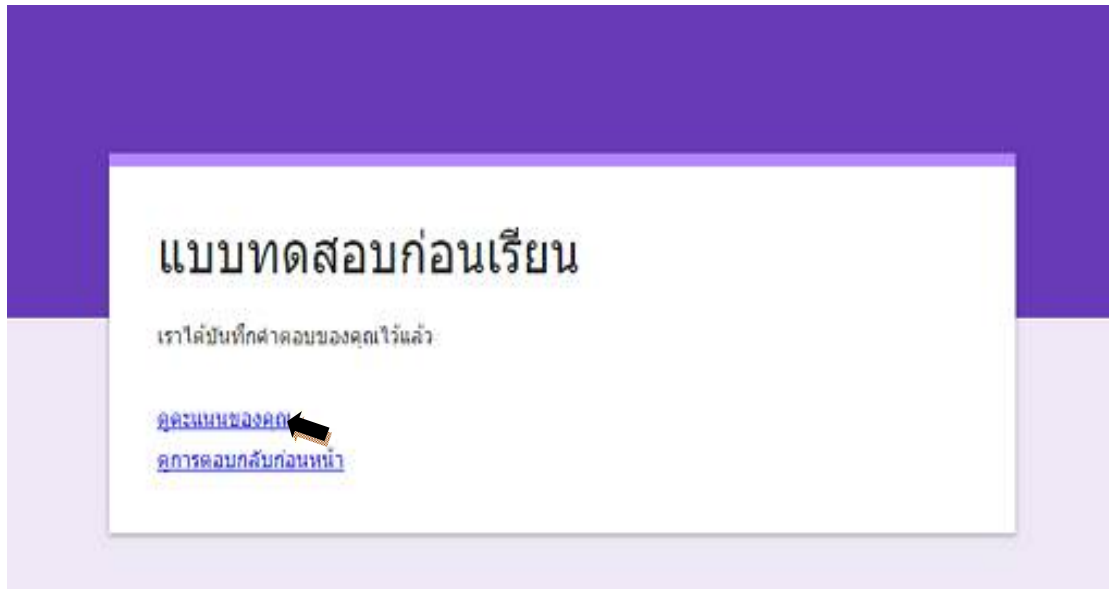 แบบทดสอบก่อนเรียน
เราได้บันทึกคำตอบของคุณไว้แล้ว
ดูคะแนนของคุณ
ดูการตอบกลับก่อนหน้า